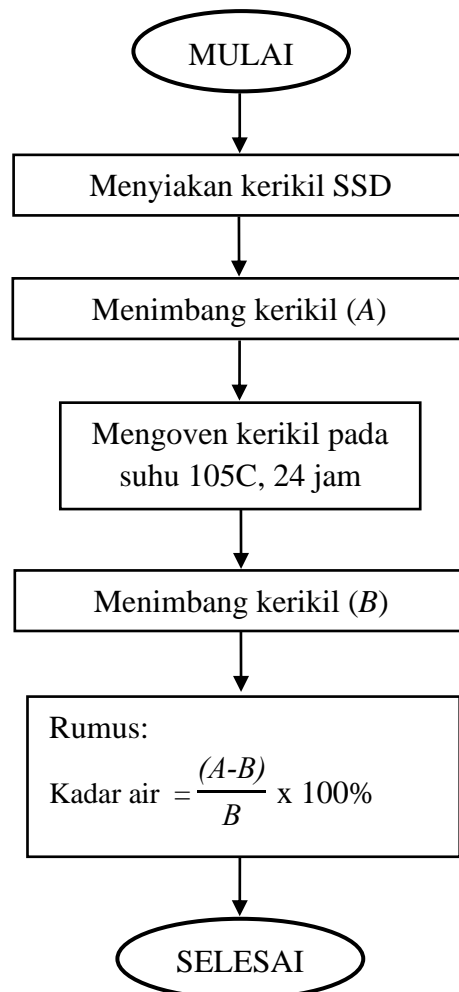 MULAI
Menyiakan kerikil SSD
Menimbang kerikil (A)
Mengoven kerikil pada
suhu 105C, 24 jam
Menimbang kerikil (B)
Rumus:
Kadar air = (A-B)/B x 100%
SELESAI